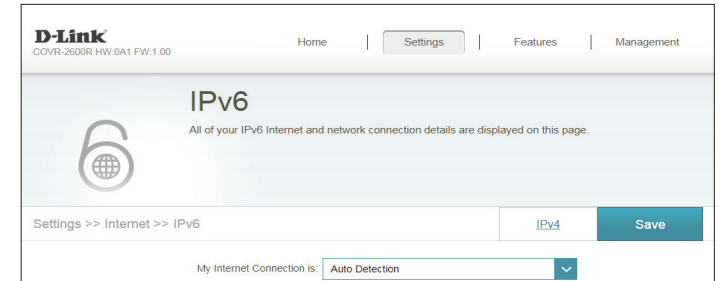 D-Link
COVR-2600R HW:0A1 FW:1.00
Home | Settings | Features | Management
IPv6
All of your IPv6 Internet and network connection details are displayed on this page.
Settings >> Internet >> IPv6
IPv4
Save
My Internet Connection is: Auto Detection